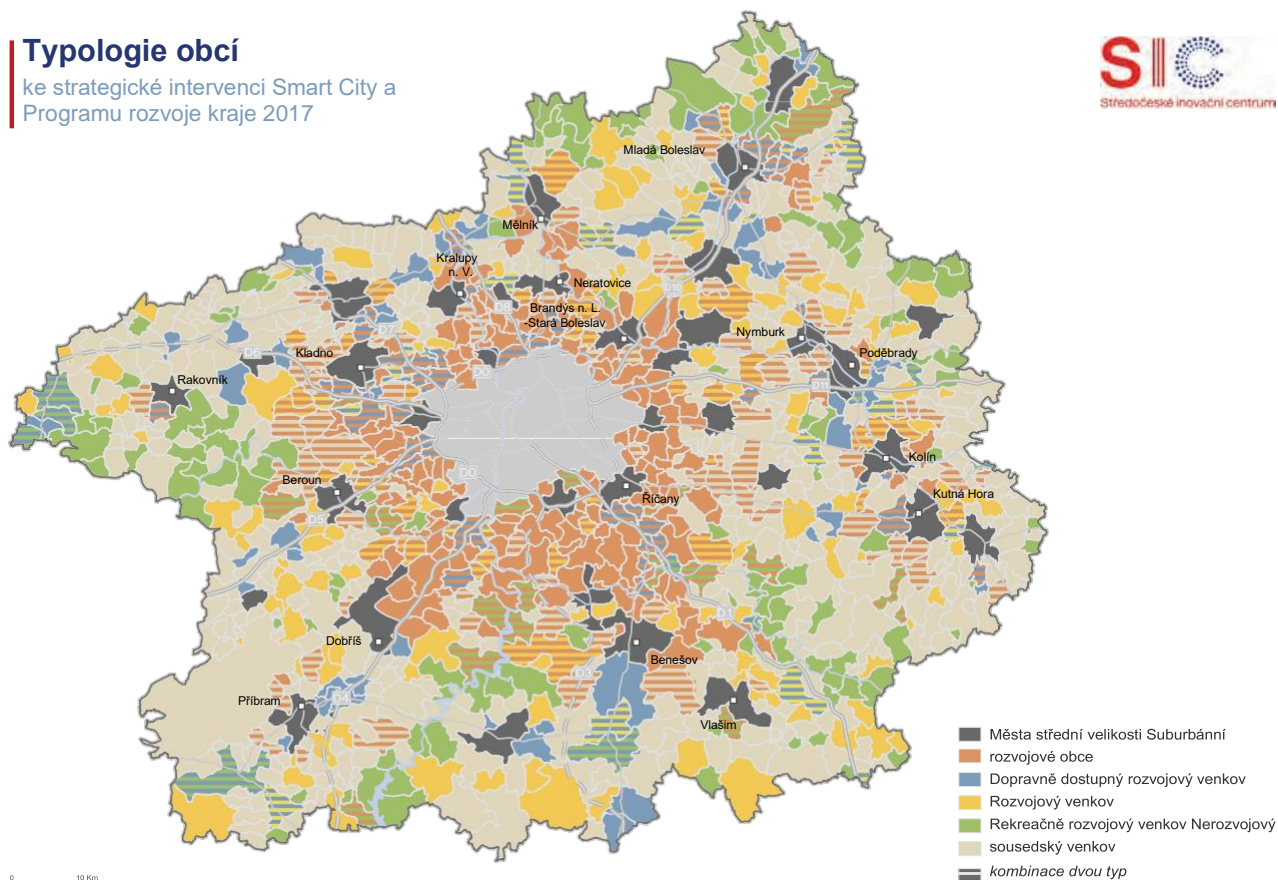 Typologie obcí
ke strategické intervenci Smart City a
Programu rozvoje kraje 2017
SIC
Středočeské inovační centrum
Mladá Boleslav
Mělník
Kralupy
n. V.
Neratovice
D10
D8
Brandýs n. L.
-Stará Boleslav
D7
Nymburk
Kladno
D6
Poděbrady
D0
Rakovník
D11
Kolín
D0
Beroun
Říčany
Kutná Hora
D5
D1
Dobříš
Benešov
D3
Příbram
D4
Vlašim
Města střední velikosti Suburbánní
rozvojové obce
Dopravně dostupný rozvojový venkov
Rozvojový venkov
Rekreačně rozvojový venkov Nerozvojový
sousedský venkov
kombinace dvou typ
0 10 Km